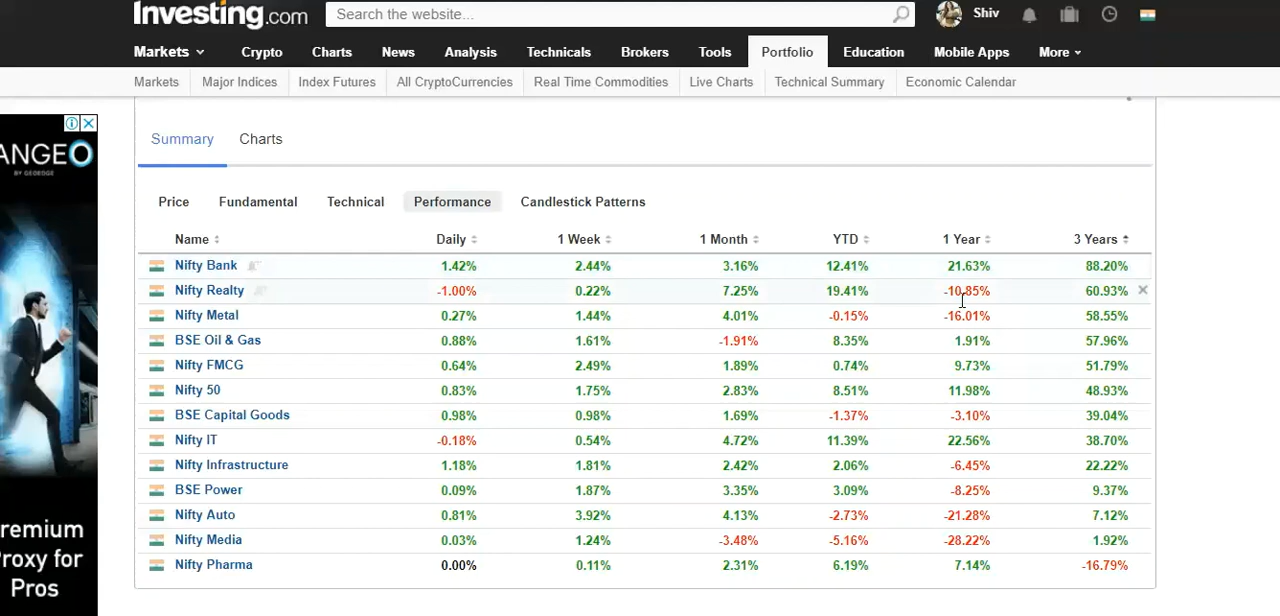 Investing.com
Search the website...
Shiv
Markets Crypto Charts News Analysis Technicals Brokers Tools Portfolio Education Mobile Apps More
Markets Major Indices Index Futures All CryptoCurrencies Real Time Commodities Live Charts Technical Summary Economic Calendar
Summary Charts
ANGEO
BY GEORGE
Price Fundamental Technical Performance Candlestick Patterns
Name Daily 1 Week 1 Month YTD 1 Year 3 Years
Nifty Bank 1.42% 2.44% 3.16% 12.41% 21.63% 88.20%
Nifty Realty -1.00% 0.22% 7.25% 19.41% -10.85% 60.93%
Nifty Metal 0.27% 1.44% 4.01% -0.15% -16.01% 58.55%
BSE Oil & Gas 0.88% 1.61% -1.91% 8.35% 1.91% 57.96%
Nifty FMCG 0.64% 2.49% 1.89% 0.74% 9.73% 51.79%
Nifty 50 0.83% 1.75% 2.83% 8.51% 11.98% 48.93%
BSE Capital Goods 0.98% 0.98% 1.69% -1.37% -3.10% 39.04%
Nifty IT -0.18% 0.54% 4.72% 11.39% 22.56% 38.70%
Nifty Infrastructure 1.18% 1.81% 2.42% 2.06% -6.45% 22.22%
BSE Power 0.09% 1.87% 3.35% 3.09% -8.25% 9.37%
Nifty Auto 0.81% 3.92% 4.13% -2.73% -21.28% 7.12%
Nifty Media 0.03% 1.24% -3.48% -5.16% -28.22% 1.92%
Nifty Pharma 0.00% 0.11% 2.31% 6.19% 7.14% -16.79%
remium
roxy for
Pros